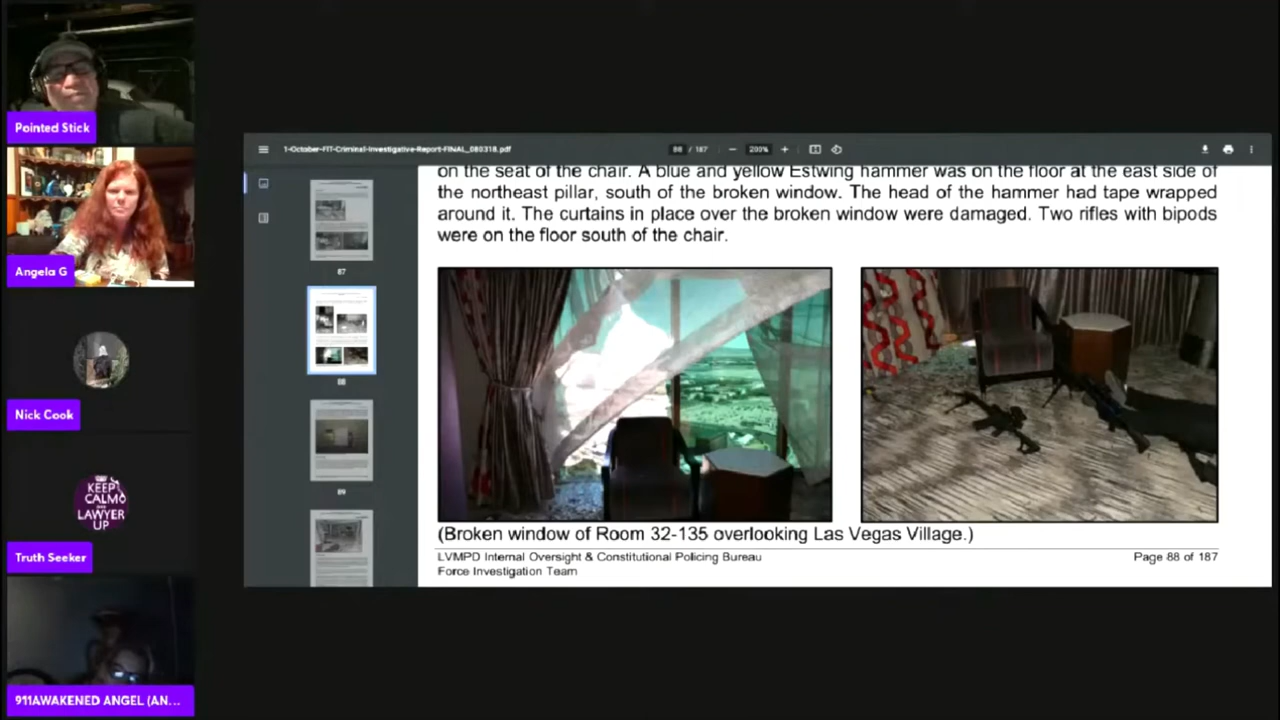 Pointed Stick
Angela G
Nick Cook
KEEP
CALM
LAWYER
UP
Truth Seeker
911AWAKENED ANGEL (AN...
1-October-FIT-Criminal-Investigative-Report-FINAL_080318.pdf
88 / 187
200%
87
88
89
on the seat of the chair. A blue and yellow Estwing hammer was on the floor at the east side of
the northeast pillar, south of the broken window. The head of the hammer had tape wrapped
around it. The curtains in place over the broken window were damaged. Two rifles with bipods
were on the floor south of the chair.
(Broken window of Room 32-135 overlooking Las Vegas Village.)
LVMPD Internal Oversight & Constitutional Policing Bureau
Force Investigation Team
Page 88 of 187